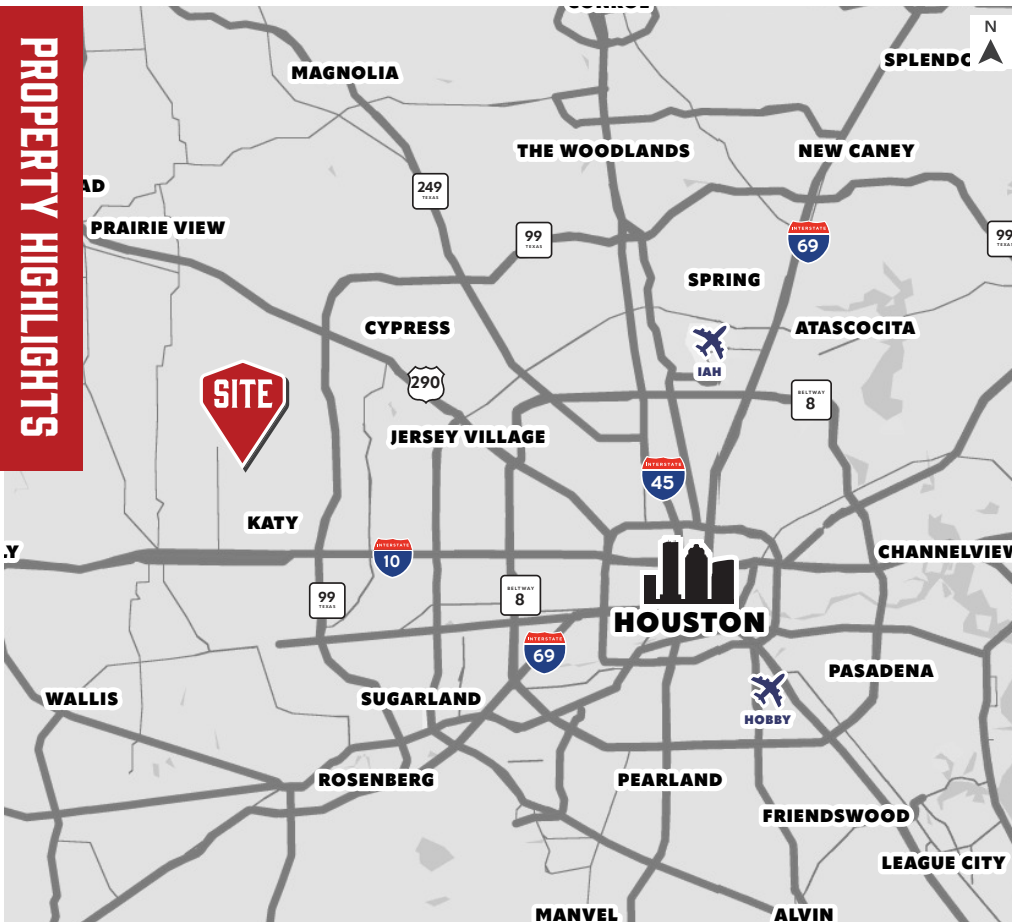 PROPERTY HIGHLIGHTS
N
MAGNOLIA
THE WOODLANDS
NEW CANEY
AD
249
TEXAS
PRAIRIE VIEW
99
TEXAS
INTERSTATE
69
99
SPRING
CYPRESS
ATASCOCITA
IAH
SITE
290
BELTWAY
8
JERSEY VILLAGE
INTERSTATE
45
KATY
LY
INTERSTATE
10
CHANNELVIEW
99
TEXAS
BELTWAY
8
HOUSTON
INTERSTATE
69
PASADENA
WALLIS
SUGARLAND
HOBBY
ROSENBERG
PEARLAND
FRIENDSWOOD
LEAGUE CITY
MANVEL
ALVIN